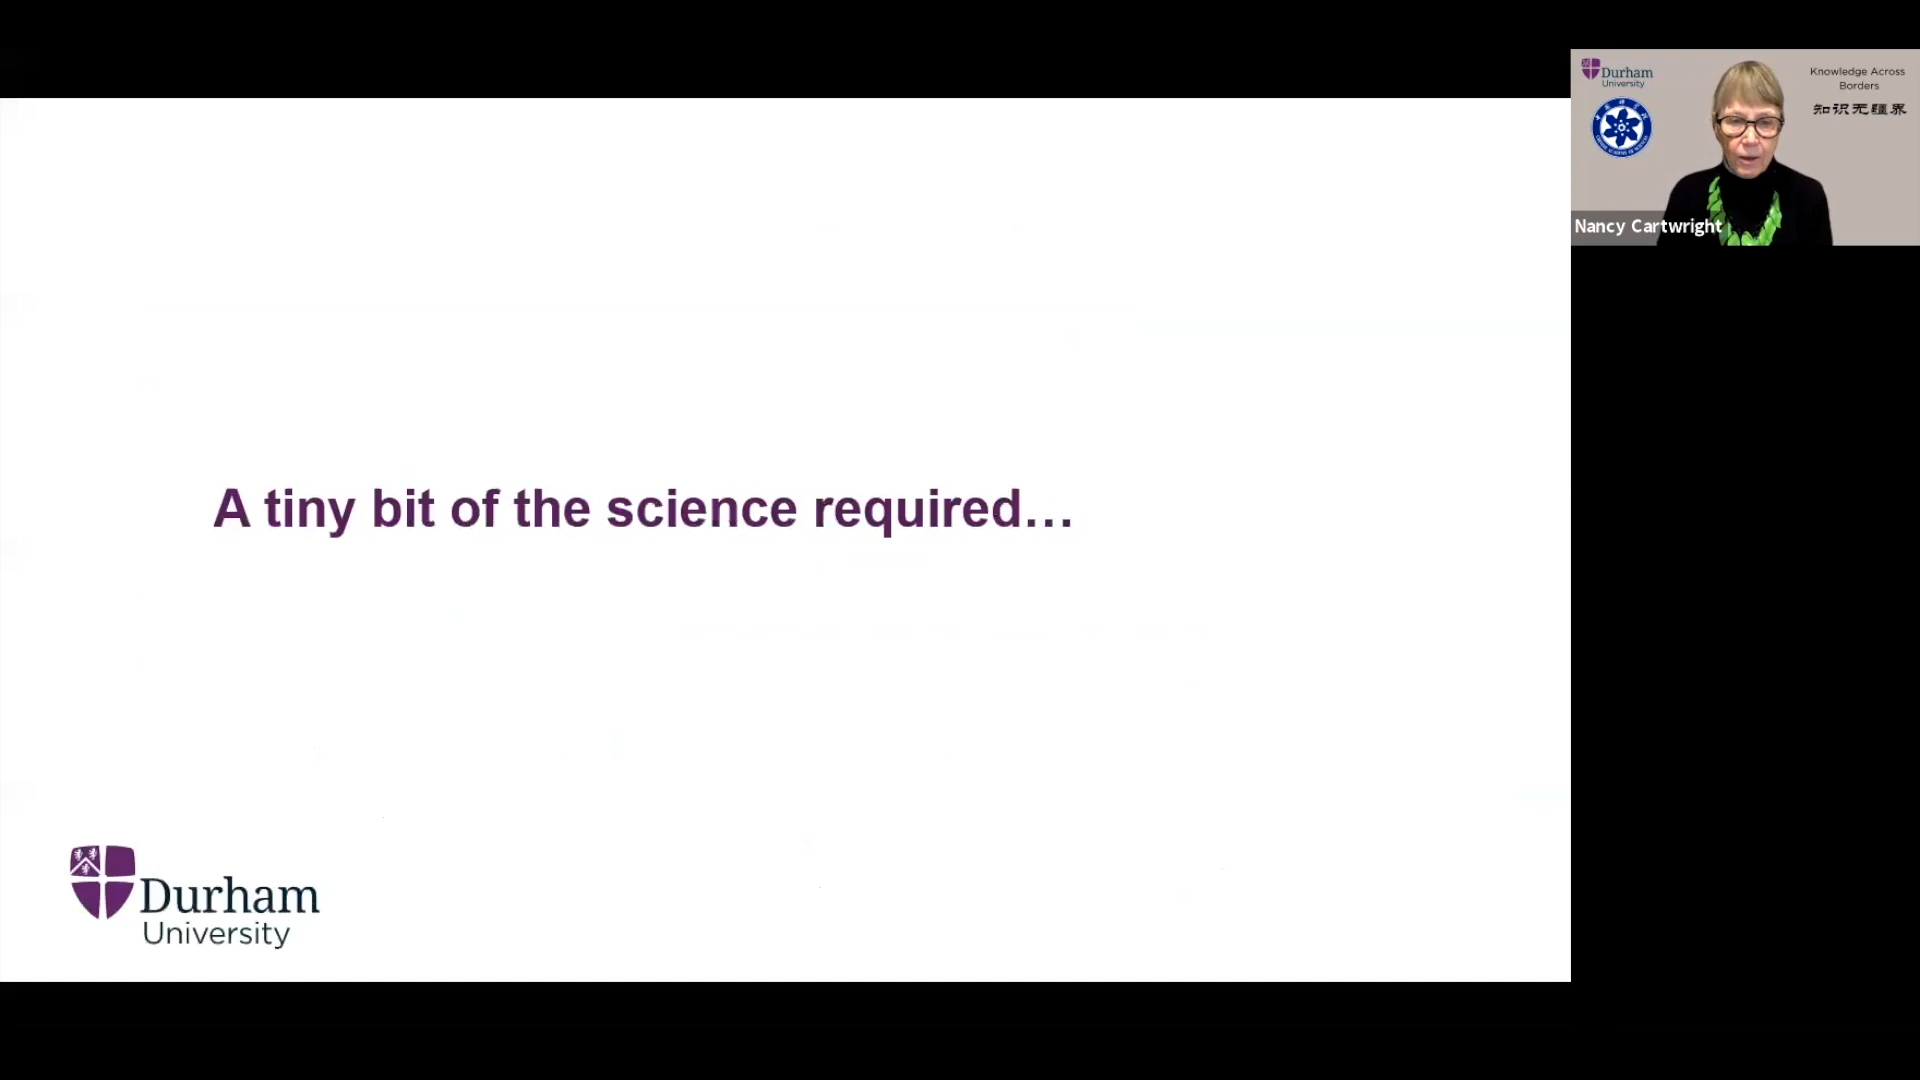 Durham
University
Knowledge Across
Borders
知识无疆界
Nancy Cartwright
A tiny bit of the science required…
Durham
University